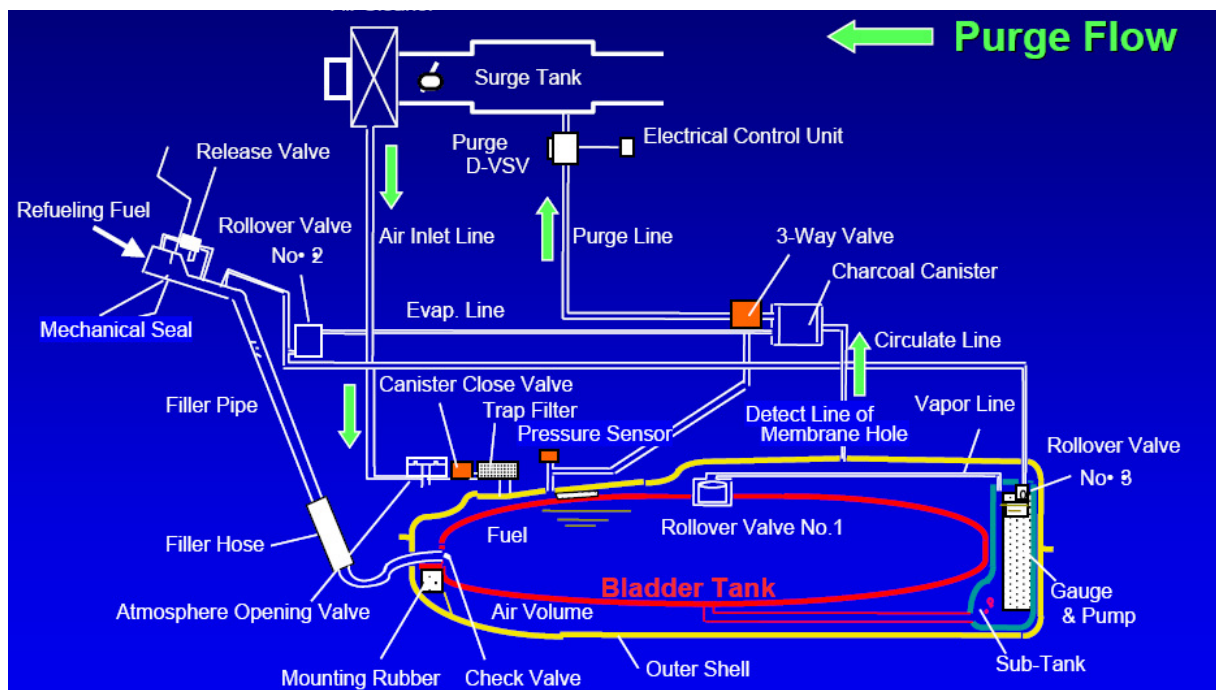 Purge Flow
Surge Tank
Purge
D-VSV
Electrical Control Unit
Release Valve
Refueling Fuel
Rollover Valve
No• 2
Air Inlet Line
Purge Line
3-Way Valve
Charcoal Canister
Mechanical Seal
Evap. Line
Circulate Line
Filler Pipe
Canister Close Valve
Trap Filter
Pressure Sensor
Detect Line of
Membrane Hole
Vapor Line
Rollover Valve
No• 3
Fuel
Rollover Valve No.1
Filler Hose
Bladder Tank
Gauge
& Pump
Atmosphere Opening Valve
Air Volume
Mounting Rubber
Check Valve
Outer Shell
Sub-Tank